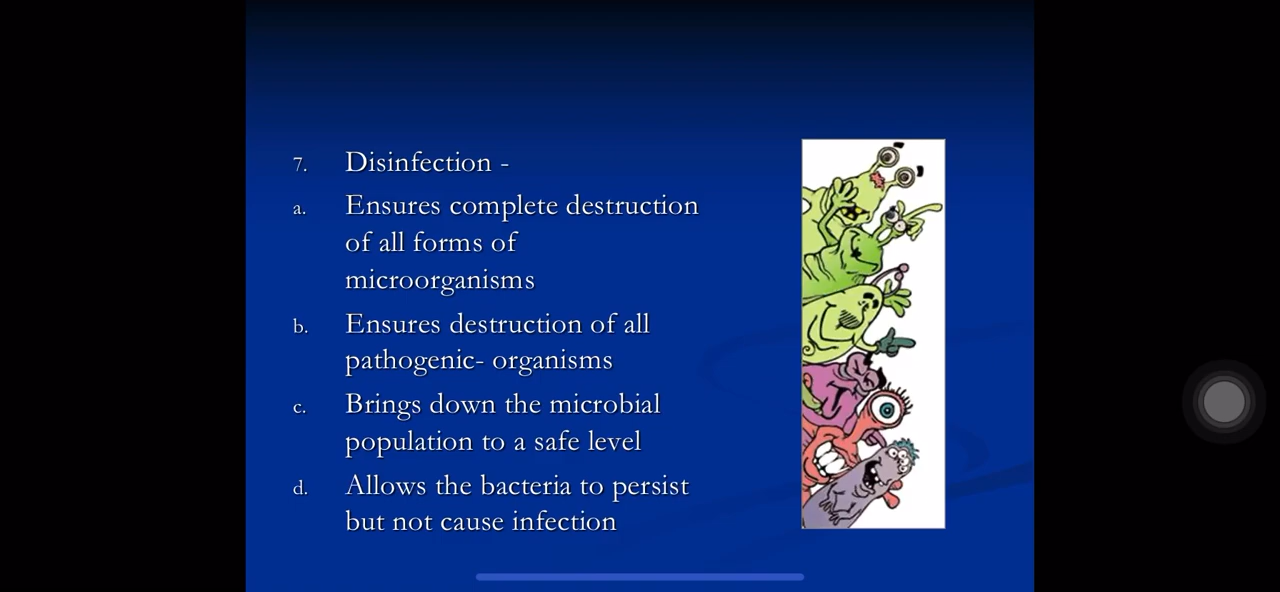 7. Disinfection -
a. Ensures complete destruction
of all forms of
microorganisms
b. Ensures destruction of all
pathogenic- organisms
c. Brings down the microbial
population to a safe level
d. Allows the bacteria to persist
but not cause infection